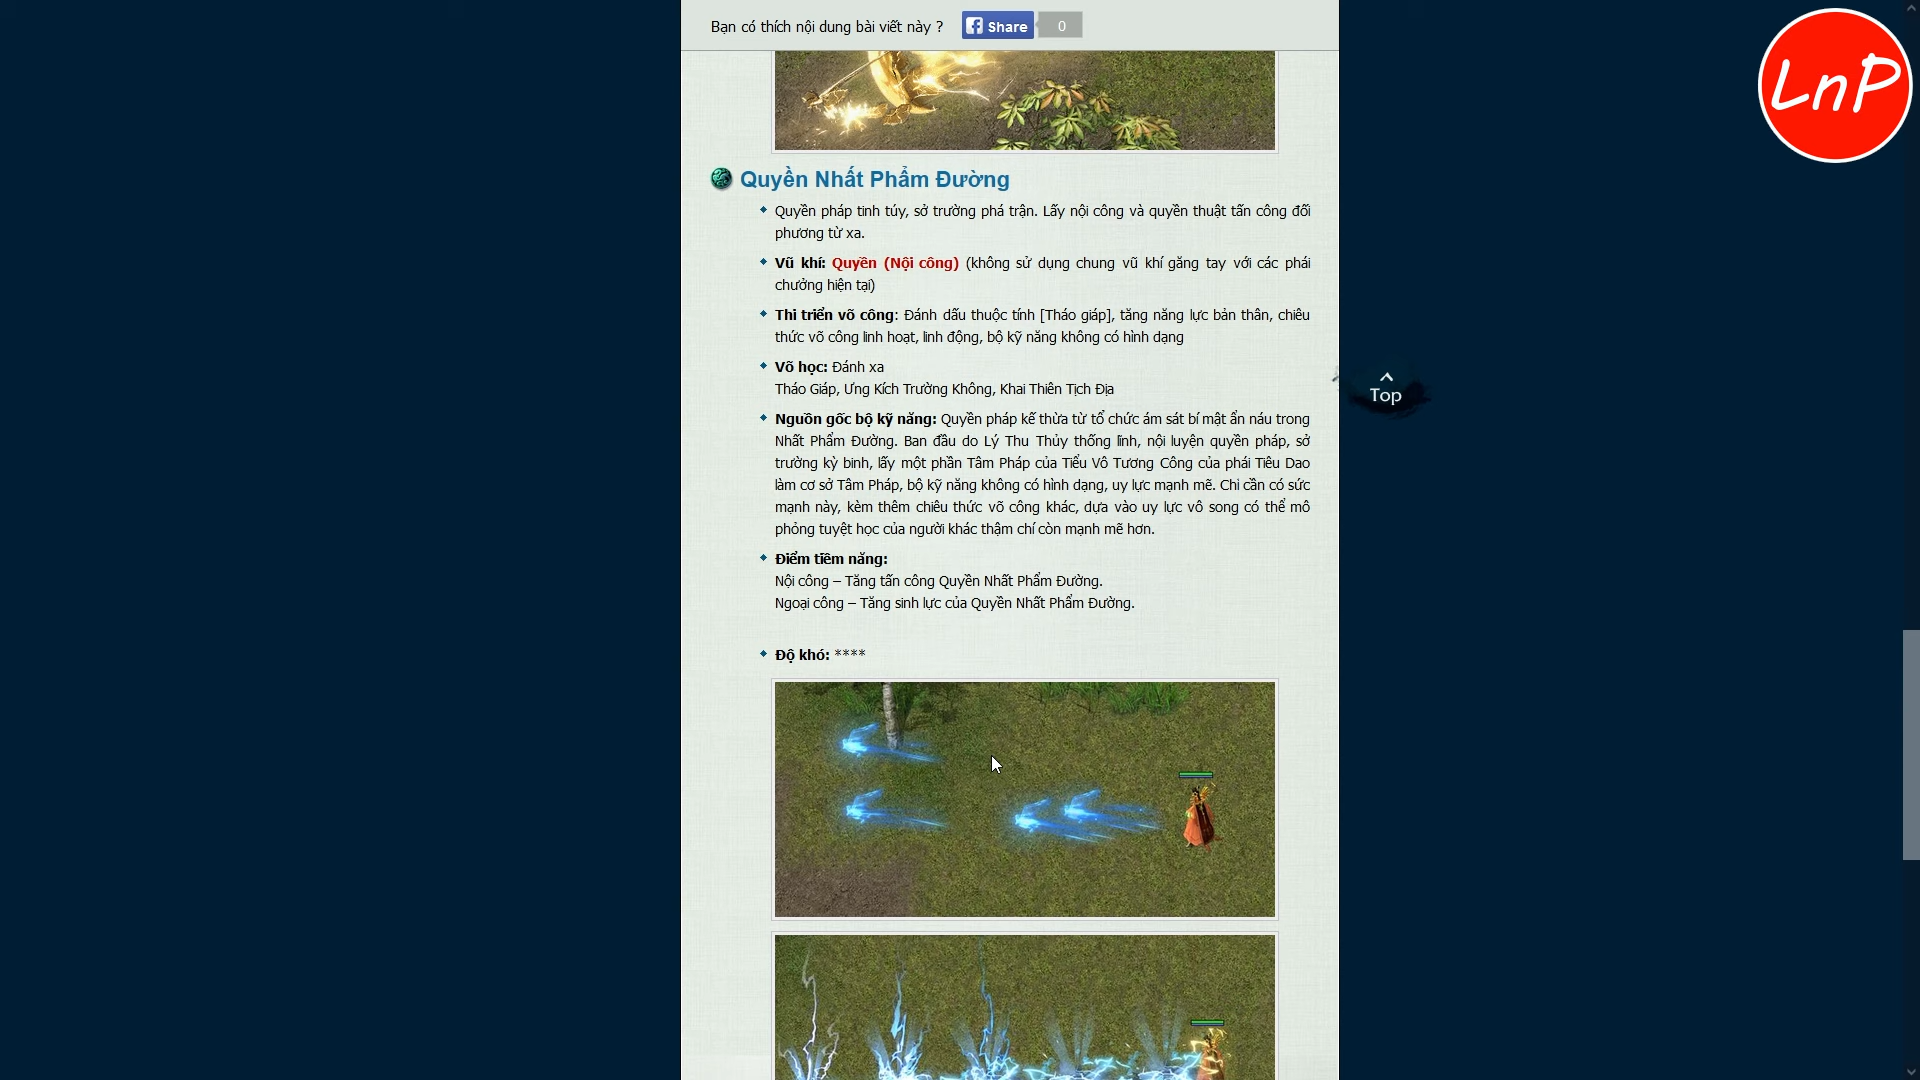 Bạn có thích nội dung bài viết này ?
Share
0
LnP
Quyền Nhất Phẩm Đường
Quyền pháp tinh túy, sở trường phá trận. Lấy nội công và quyền thuật tấn công đối
phương từ xa.
Vũ khí: Quyền (Nội công) (không sử dụng chung vũ khí găng tay với các phái
chưởng hiện tại)
Thi triển võ công: Đánh dấu thuộc tính [Tháo giáp], tăng năng lực bản thân, chiêu
thức võ công linh hoạt, linh động, bộ kỹ năng không có hình dạng
Võ học: Đánh xa
Tháo Giáp, Ưng Kích Trường Không, Khai Thiên Tịch Địa
Top
Nguồn gốc bộ kỹ năng: Quyền pháp kế thừa từ tổ chức ám sát bí mật ẩn náu trong
Nhất Phẩm Đường. Ban đầu do Lý Thu Thủy thống lĩnh, nội luyện quyền pháp, sở
trường kỳ binh, lấy một phần Tâm Pháp của Tiểu Vô Tương Công của phái Tiêu Dao
làm cơ sở Tâm Pháp, bộ kỹ năng không có hình dạng, uy lực mạnh mẽ. Chỉ cần có sức
mạnh này, kèm thêm chiêu thức võ công khác, dựa vào uy lực vô song có thể mô
phỏng tuyệt học của người khác thậm chí còn mạnh mẽ hơn.
Điểm tiềm năng:
Nội công – Tăng tấn công Quyền Nhất Phẩm Đường.
Ngoại công – Tăng sinh lực của Quyền Nhất Phẩm Đường.
Độ khó: ****